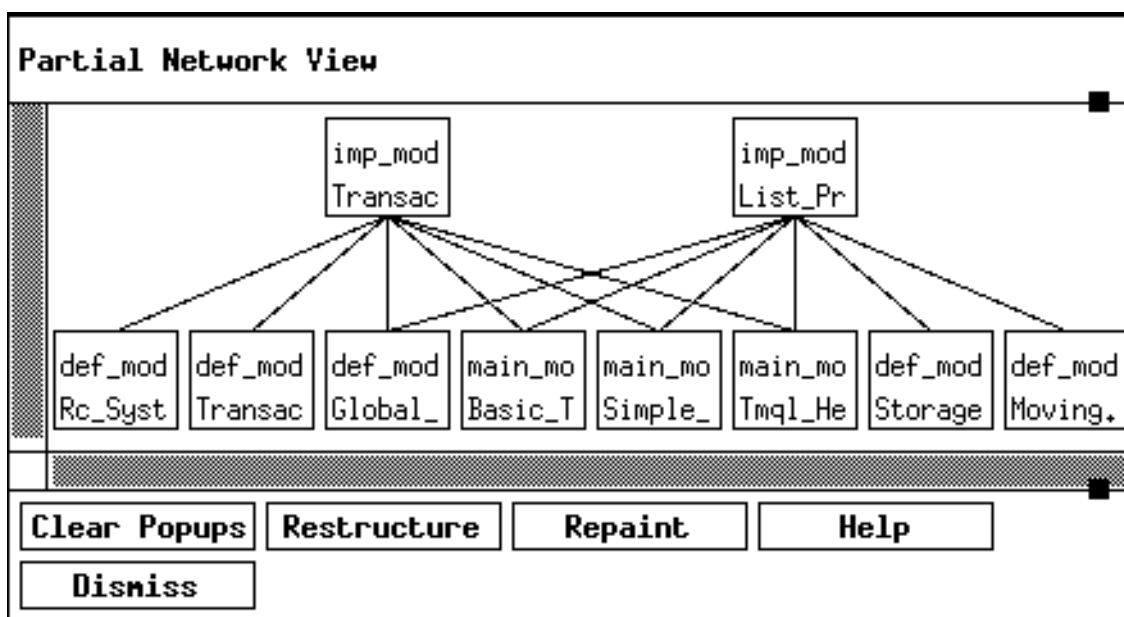 Partial Network View
imp_mod
Transac
imp_mod
List_Pr
def_mod
Rc_Syst
def_mod
Transac
def_mod
Global_
main_mo
Basic_T
main_mo
Simple_
main_mo
Tmql_He
def_mod
Storage
def_mod
Moving.
Clear Popups
Restructure
Repaint
Help
Dismiss